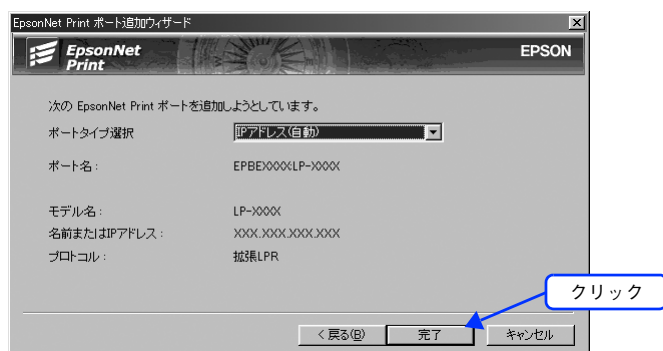 EpsonNet Print ポート追加ウィザード
EpsonNet
Print
EPSON
次の EpsonNet Print ポートを追加しようとしています。
ポートタイプ選択
IPアドレス(自動)
ポート名:
EPBEXXXX:LP-XXXX
モデル名:
LP-XXXX
名前またはIPアドレス:
XXX.XXX.XXX.XXX
プロトコル:
拡張LPR
クリック
< 戻る(B)
完了
キャンセル